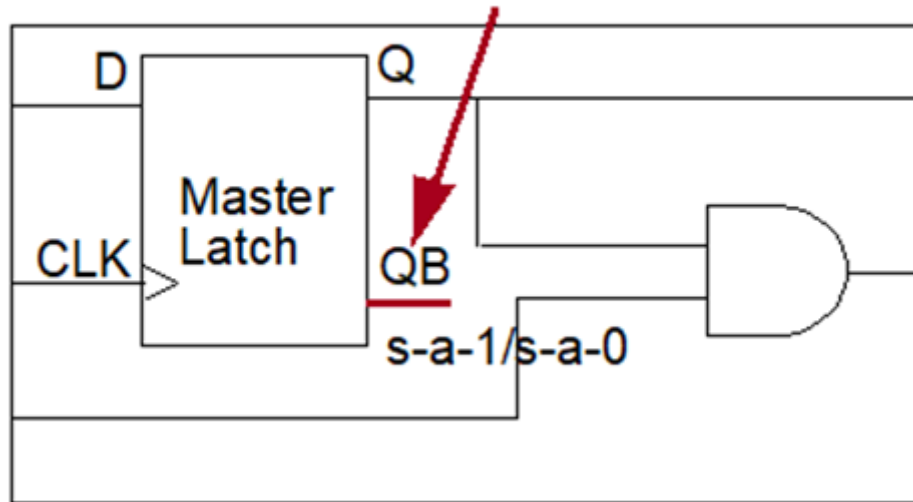 D
Q
Master
Latch
CLK
QB
s-a-1/s-a-0